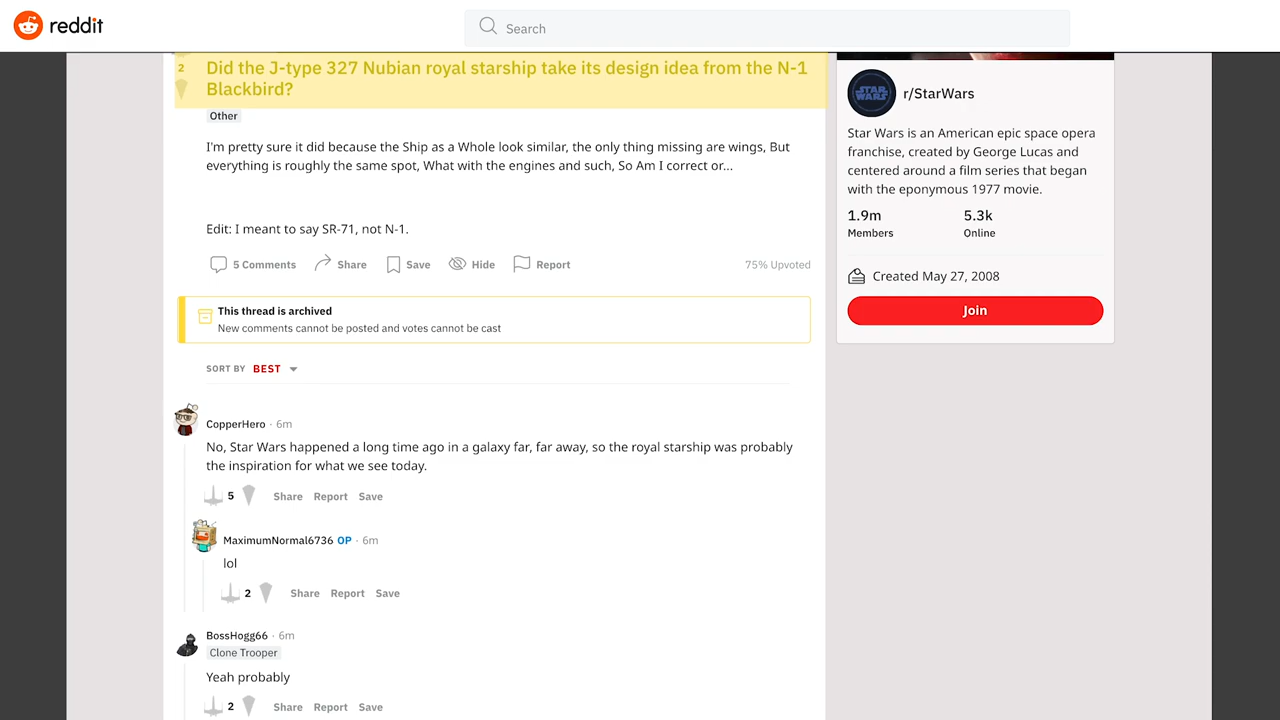 reddit
Search
2
Did the J-type 327 Nubian royal starship take its design idea from the N-1
Blackbird?
Other
I'm pretty sure it did because the Ship as a Whole look similar, the only thing missing are wings, But
everything is roughly the same spot, What with the engines and such, So Am I correct or...
Edit: I meant to say SR-71, not N-1.
5 Comments Share Save Hide Report 75% Upvoted
This thread is archived
New comments cannot be posted and votes cannot be cast
SORT BY BEST
CopperHero · 6m
No, Star Wars happened a long time ago in a galaxy far, far away, so the royal starship was probably
the inspiration for what we see today.
5 Share Report Save
MaximumNormal6736 OP · 6m
lol
2 Share Report Save
BossHogg66 · 6m
Clone Trooper
Yeah probably
2 Share Report Save
STAR WARS
r/StarWars
Star Wars is an American epic space opera
franchise, created by George Lucas and
centered around a film series that began
with the eponymous 1977 movie.
1.9m 5.3k
Members Online
Created May 27, 2008
Join